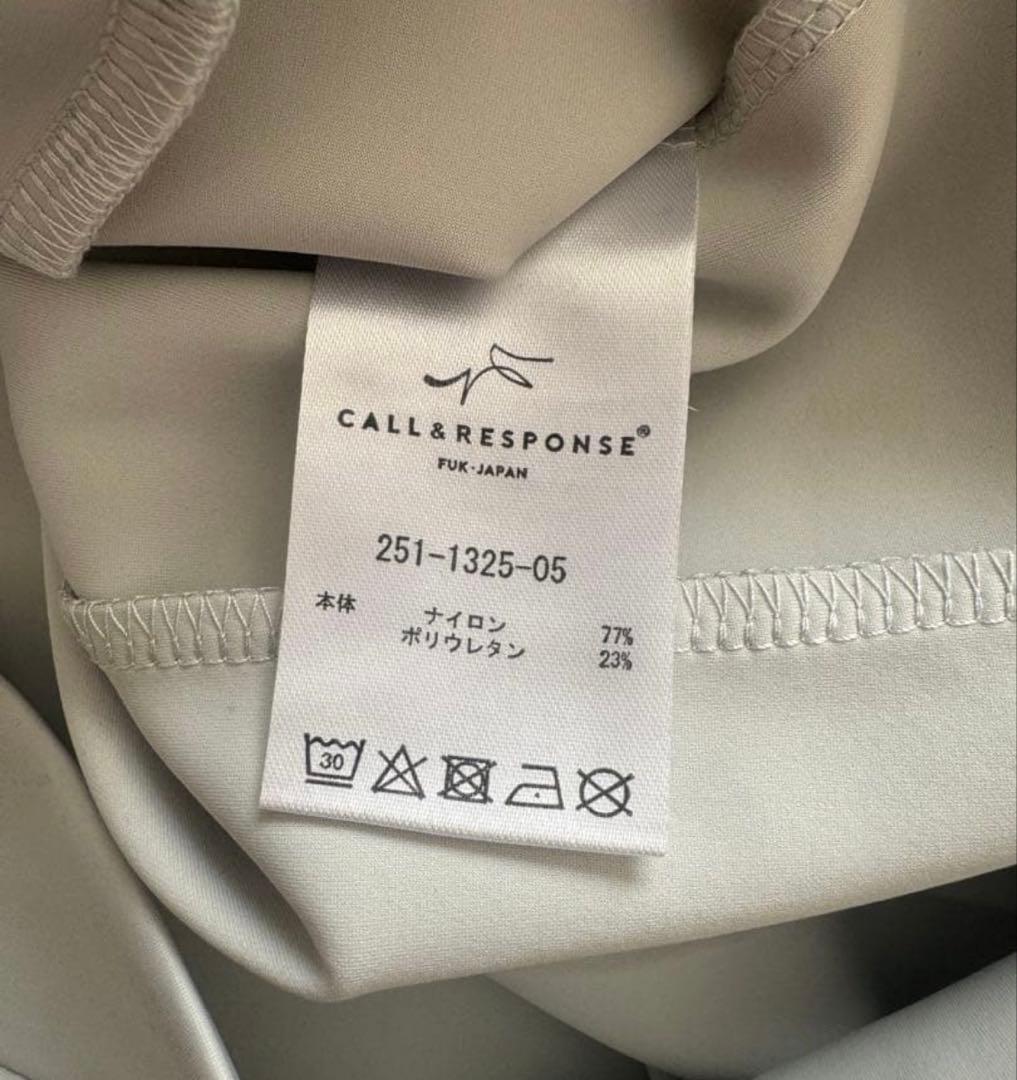 CALL&RESPONSE®
FUK·JAPAN
251-1325-05
本体 ナイロン 77%
ポリウレタン 23%
30